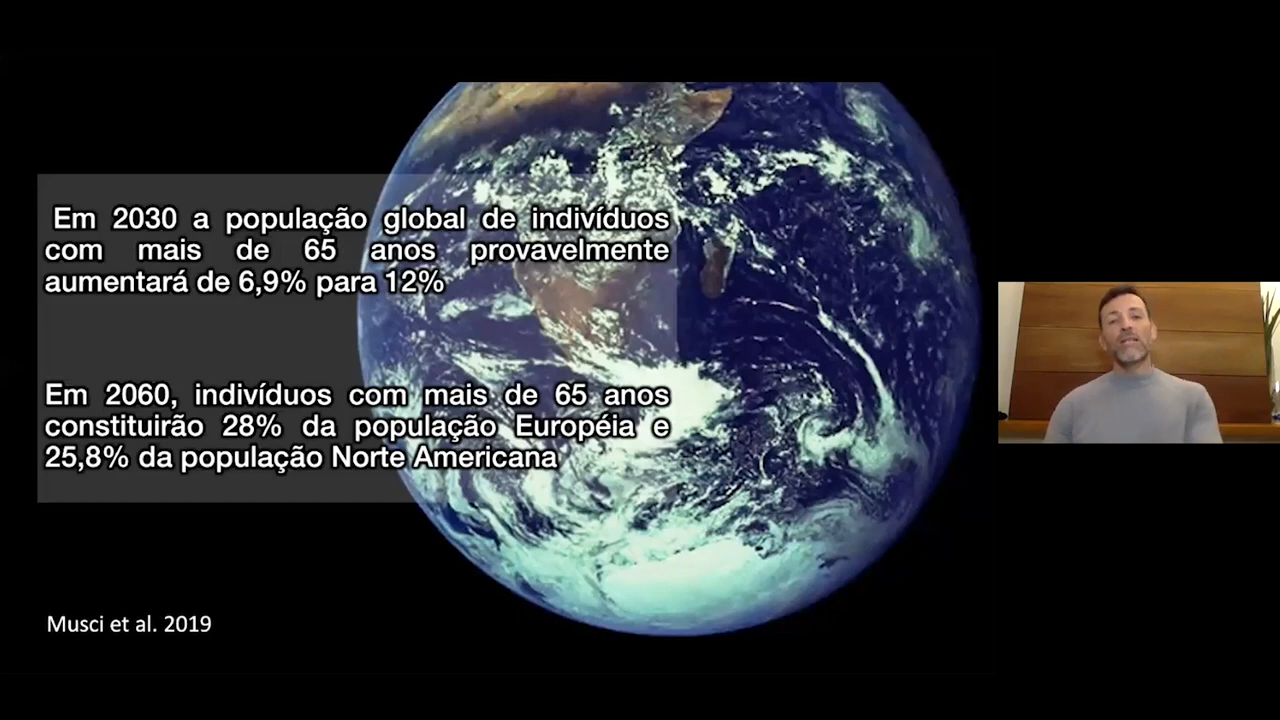 Em 2030 a população global de indivíduos
com mais de 65 anos provavelmente
aumentará de 6,9% para 12%
Em 2060, indivíduos com mais de 65 anos
constituirão 28% da população Européia e
25,8% da população Norte Americana
Musci et al. 2019